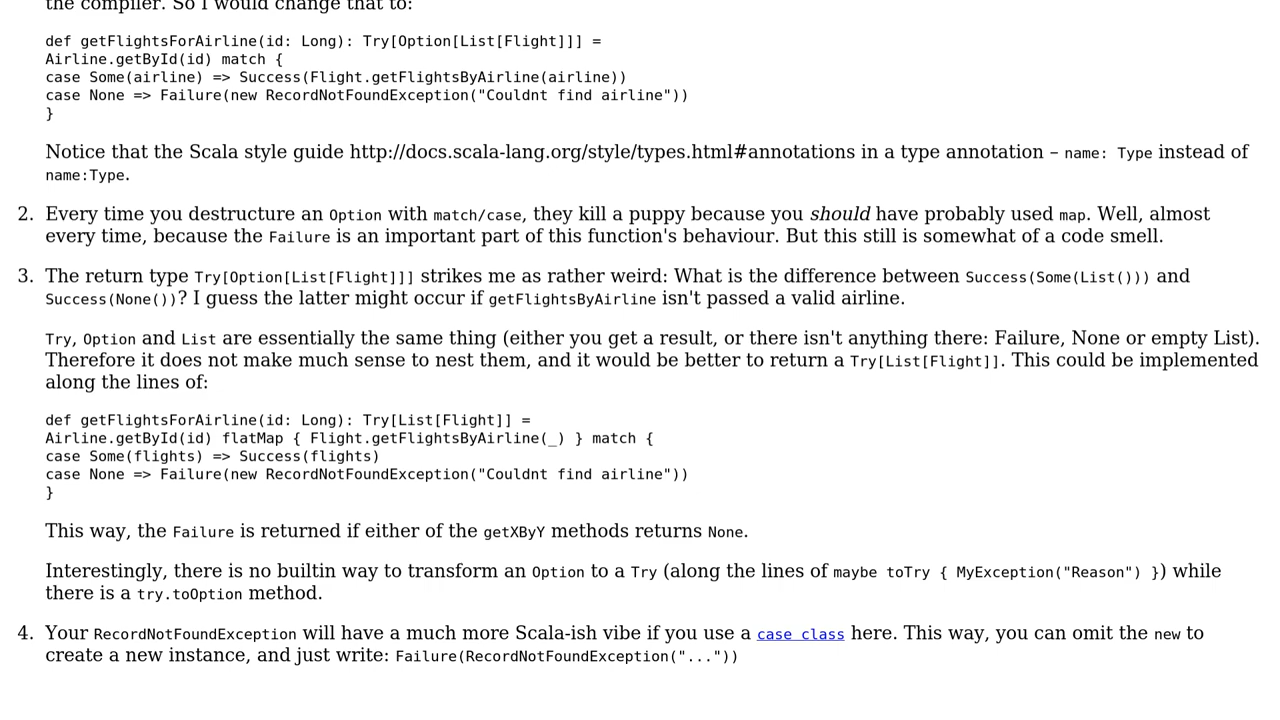 the compiler. So I would change that to:
def getFlightsForAirline(id: Long): Try[Option[List[Flight]]] =
Airline.getById(id) match {
case Some(airline) => Success(Flight.getFlightsByAirline(airline))
case None => Failure(new RecordNotFoundException("Couldnt find airline"))
}
Notice that the Scala style guide http://docs.scala-lang.org/style/types.html#annotations in a type annotation – name: Type instead of
name:Type.
2. Every time you destructure an Option with match/case, they kill a puppy because you should have probably used map. Well, almost
every time, because the Failure is an important part of this function's behaviour. But this still is somewhat of a code smell.
3. The return type Try[Option[List[Flight]]] strikes me as rather weird: What is the difference between Success(Some(List())) and
Success(None())? I guess the latter might occur if getFlightsByAirline isn't passed a valid airline.
Try, Option and List are essentially the same thing (either you get a result, or there isn't anything there: Failure, None or empty List).
Therefore it does not make much sense to nest them, and it would be better to return a Try[List[Flight]]. This could be implemented
along the lines of:
def getFlightsForAirline(id: Long): Try[List[Flight]] =
Airline.getById(id) flatMap { Flight.getFlightsByAirline(_) } match {
case Some(flights) => Success(flights)
case None => Failure(new RecordNotFoundException("Couldnt find airline"))
}
This way, the Failure is returned if either of the getXByY methods returns None.
Interestingly, there is no builtin way to transform an Option to a Try (along the lines of maybe toTry { MyException("Reason") }) while
there is a try.toOption method.
4. Your RecordNotFoundException will have a much more Scala-ish vibe if you use a case class here. This way, you can omit the new to
create a new instance, and just write: Failure(RecordNotFoundException("..."))